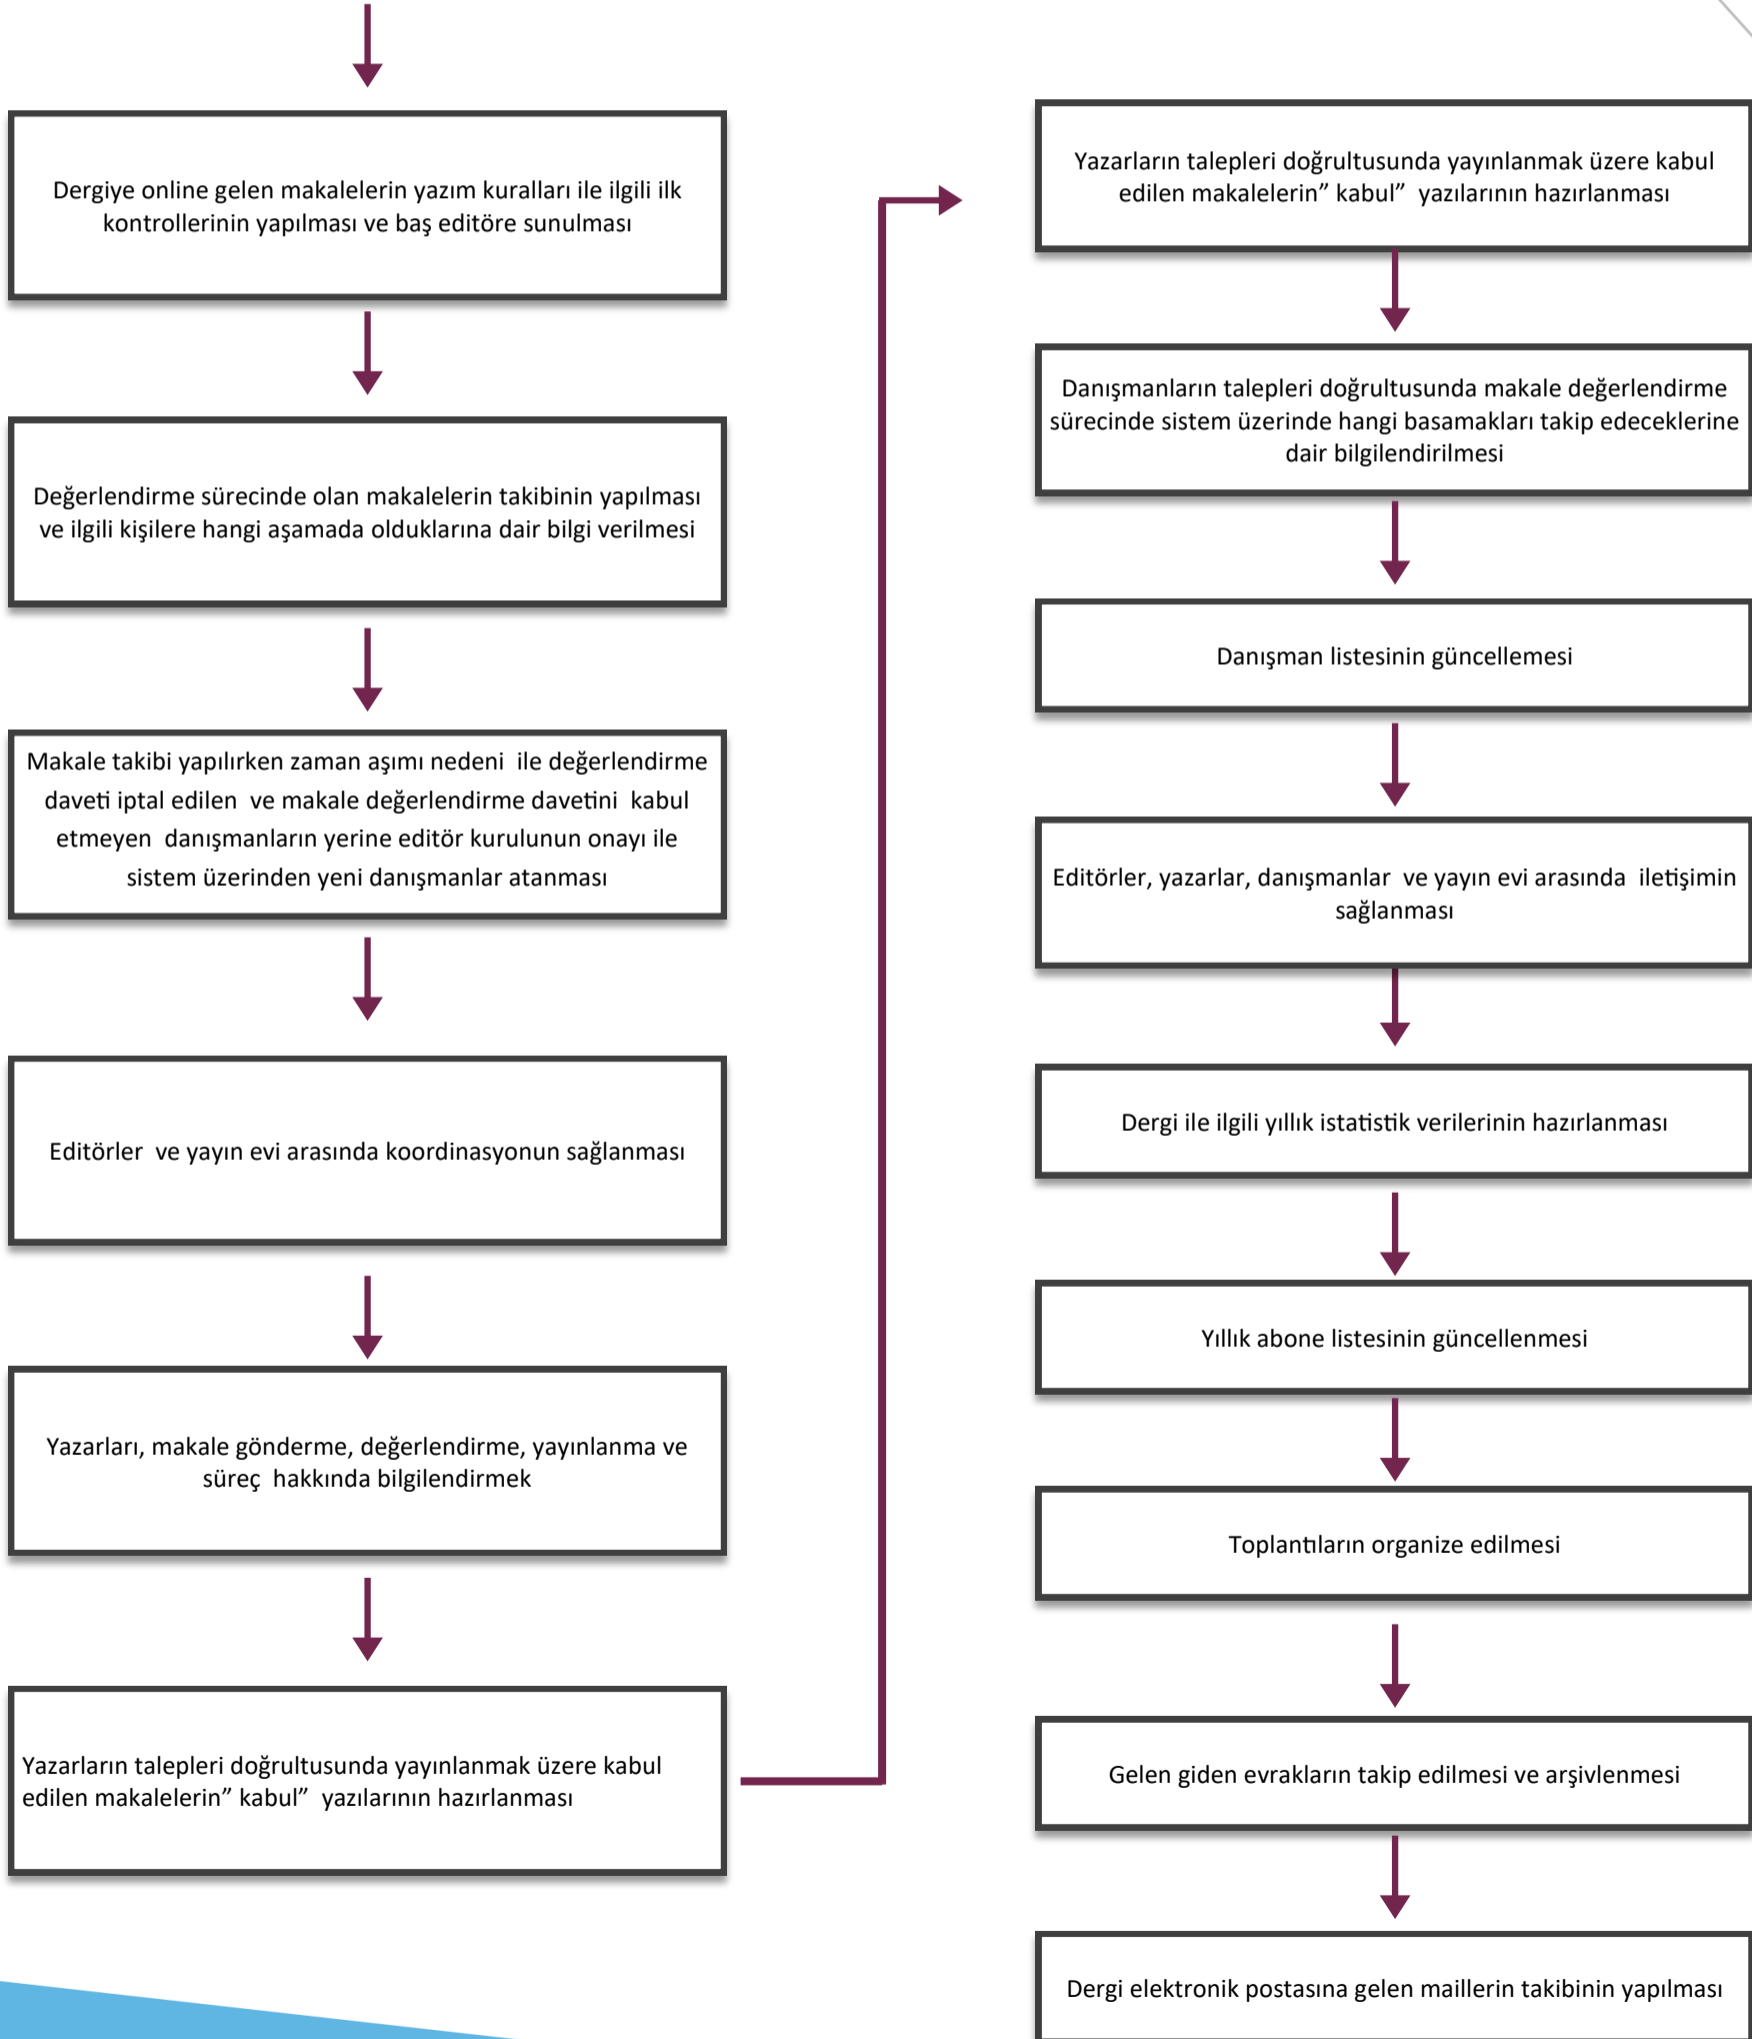 Dergiye online gelen makalelerin yazım kuralları ile ilgili ilk
kontrollerinin yapılması ve baş editöre sunulması
Değerlendirme sürecinde olan makalelerin takibinin yapılması
ve ilgili kişilere hangi aşamada olduklarına dair bilgi verilmesi
Makale takibi yapılırken zaman aşımı nedeni  ile değerlendirme
daveti iptal edilen  ve makale değerlendirme davetini  kabul
etmeyen  danışmanların yerine editör kurulunun onayı ile
sistem üzerinden yeni danışmanlar atanması
Editörler  ve yayın evi arasında koordinasyonun sağlanması
Yazarları, makale gönderme, değerlendirme, yayınlanma ve
süreç  hakkında bilgilendirmek
Yazarların talepleri doğrultusunda yayınlanmak üzere kabul
edilen makalelerin” kabul”  yazılarının hazırlanması
Yazarların talepleri doğrultusunda yayınlanmak üzere kabul
edilen makalelerin” kabul”  yazılarının hazırlanması
Danışmanların talepleri doğrultusunda makale değerlendirme
sürecinde sistem üzerinde hangi basamakları takip edeceklerine
dair bilgilendirilmesi
Danışman listesinin güncellemesi
Editörler, yazarlar, danışmanlar  ve yayın evi arasında  iletişimin
sağlanması
Dergi ile ilgili yıllık istatistik verilerinin hazırlanması
Yıllık abone listesinin güncellenmesi
Toplantıların organize edilmesi
Gelen giden evrakların takip edilmesi ve arşivlenmesi
Dergi elektronik postasına gelen maillerin takibinin yapılması